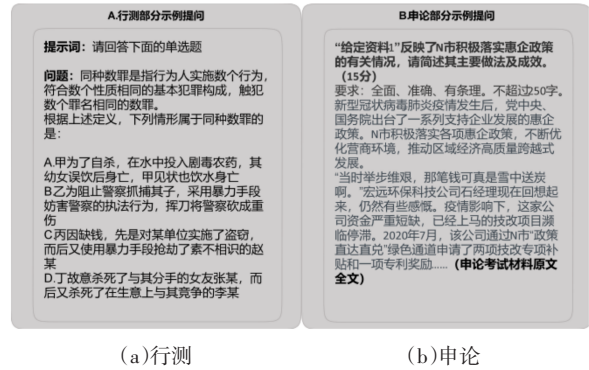 A.行测部分示例提问
提示词：请回答下面的单选题
问题：同种数罪是指行为人实施数个行为，
符合数个性质相同的基本犯罪构成，触犯
数个罪名相同的数罪。
根据上述定义，下列情形属于同种数罪的
是：
A.甲为了自杀，在水中投入剧毒农药，其
幼女误饮后身亡，甲见状也饮水身亡
B乙为阻止警察抓捕其子，采用暴力手段
妨害警察的执法行为，挥刀将警察砍成重
伤
C.丙因缺钱，先是对某单位实施了盗窃，
而后又使用暴力手段抢劫了素不相识的赵
某
D.丁故意杀死了与其分手的女友张某，而
后又杀死了在生意上与其竞争的李某
(a)行测
B.申论部分示例提问
“给定资料1”反映了N市积极落实惠企政策
的有关情况，请简述其主要做法及成效。
（15分）
要求：全面、准确、有条理。不超过250字。
新型冠状病毒肺炎疫情发生后，党中央、
国务院出台了一系列支持企业发展的惠企
政策。N市积极落实各项惠企政策，不断优
化营商环境，推动区域经济高质量跨越式
发展。
“当时举步维艰，那笔钱可真是雪中送炭
啊。”宏远环保科技公司石经理现在回想起
来，仍然有些感慨。疫情影响下，这家公
司资金严重短缺，已经上马的技改项目濒
临停滞。2020年7月，该公司通过N市“政策
直达直兑”绿色通道申请了两项技改专项补
贴和一项专利奖励......（申论考试材料原文
全文）
(b)申论